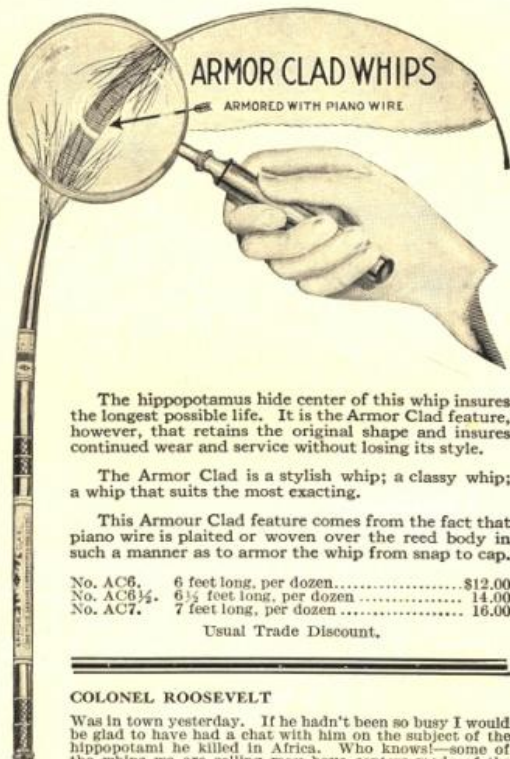 ARMOR CLAD WHIPS
ARMORED WITH PIANO WIRE
The hippopotamus hide center of this whip insures
the longest possible life. It is the Armor Clad feature,
however, that retains the original shape and insures
continued wear and service without losing its style.
The Armor Clad is a stylish whip; a classy whip;
a whip that suits the most exacting.
This Armour Clad feature comes from the fact that
piano wire is plaited or woven over the reed body in
such a manner as to armor the whip from snap to cap.
No. AC6. 6 feet long, per dozen....................$12.00
No. AC6½. 6½ feet long, per dozen .................. 14.00
No. AC7. 7 feet long, per dozen .................. 16.00
Usual Trade Discount.
COLONEL ROOSEVELT
Was in town yesterday. If he hadn't been so busy I would
be glad to have had a chat with him on the subject of the
hippopotami he killed in Africa. Who knows!—some of